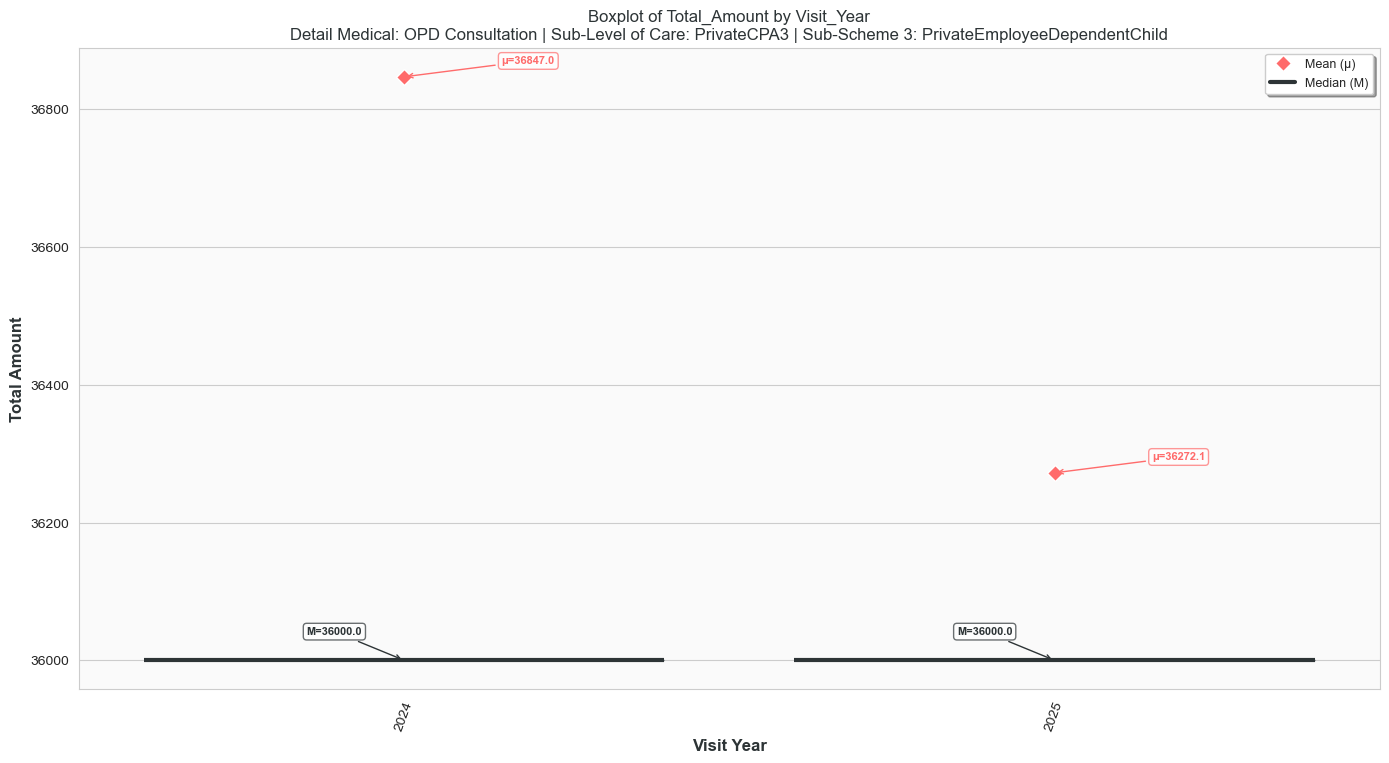 Boxplot of Total_Amount by Visit_Year
Detail Medical: OPD Consultation | Sub-Level of Care: PrivateCPA3 | Sub-Scheme 3: PrivateEmployeeDependentChild
μ=36847.0
Mean (μ)
Median (M)
36800
36600
36400
36200
36000
Total Amount
μ=36272.1
M=36000.0
M=36000.0
2024
2025
Visit Year